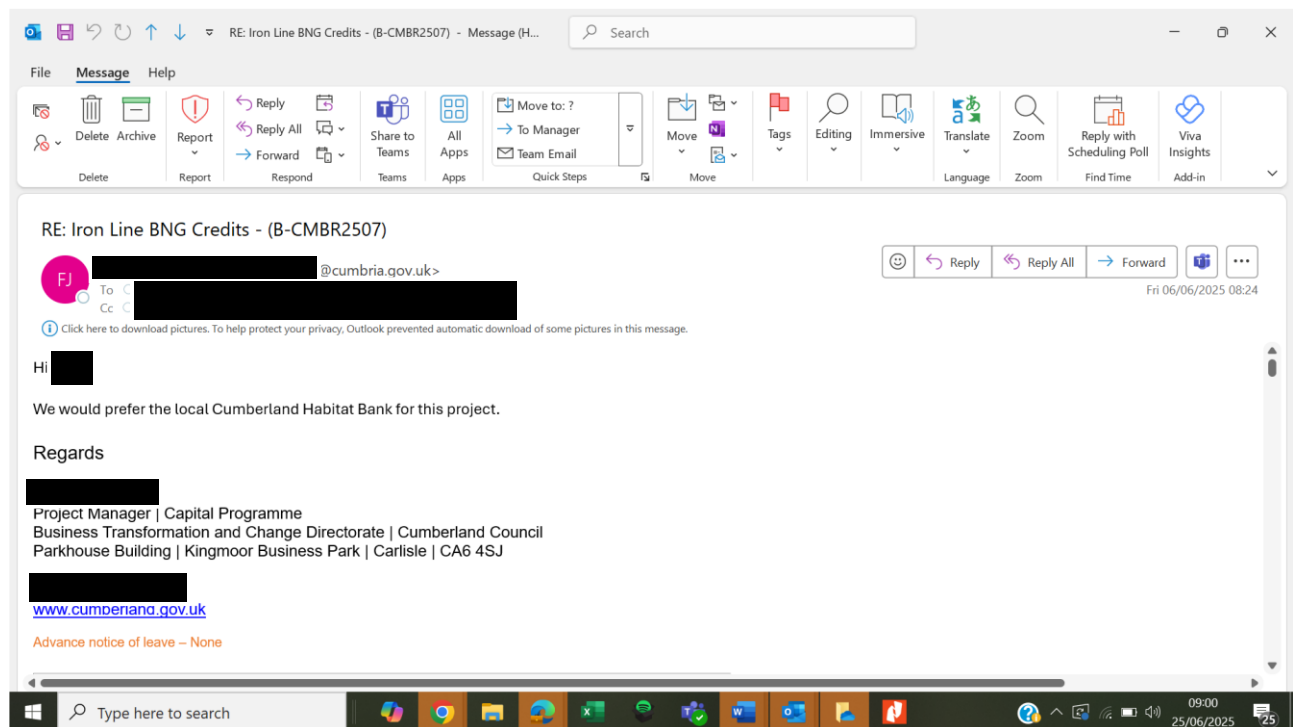 RE: Iron Line BNG Credits - (B-CMBR2507) - Message (H...
Search
File Message Help
Delete Archive
Report
Reply
Reply All
Forward
Share to Teams
All Apps
Move to: ?
To Manager
Team Email
Move
Tags
Editing
Immersive
Translate
Zoom
Reply with Scheduling Poll
Viva Insights
Delete Report Respond Teams Apps Quick Steps Move Language Zoom Find Time Add-in
RE: Iron Line BNG Credits - (B-CMBR2507)
FJ
@cumbria.gov.uk>
To
Cc
Reply Reply All Forward
Fri 06/06/2025 08:24
Click here to download pictures. To help protect your privacy, Outlook prevented automatic download of some pictures in this message.
Hi
We would prefer the local Cumberland Habitat Bank for this project.
Regards
Project Manager | Capital Programme
Business Transformation and Change Directorate | Cumberland Council
Parkhouse Building | Kingmoor Business Park | Carlisle | CA6 4SJ
www.cumberland.gov.uk
Advance notice of leave – None
Type here to search
09:00
25/06/2025
25